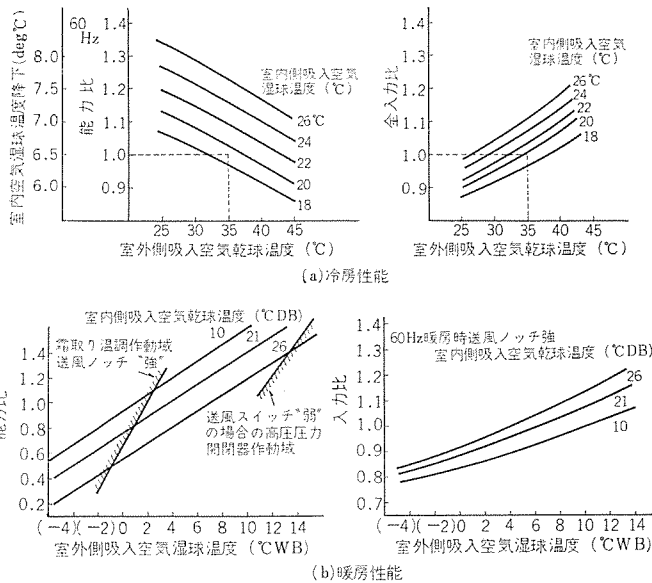 60
Hz
室内空気湿球温度降下(deg℃)
8.0
7.5
7.0
6.5
6.0
能力比
1.4
1.3
1.2
1.1
1.0
0.9
室内側吸入空気
湿球温度(℃)
26℃
24
22
20
18
25 30 35 40 45
室外側吸入空気乾球温度(℃)
全入力比
1.4
1.3
1.2
1.1
1.0
0.9
室内側吸入空気
湿球温度(℃)
26℃
24
22
20
18
25 30 35 40 45
室外側吸入空気乾球温度(℃)
(a)冷房性能
室内側吸入空気乾球温度(℃DB)
10
21
26
霜取り温調作動域
送風ノッチ〝強〞
送風スイッチ〝弱〞
の場合の高圧圧力
開閉器作動域
能力比
1.4
1.2
1.0
0.8
0.6
0.4
0.2
(−4)(−2) 0 2 4 6 8 10 12 14
室外側吸入空気湿球温度(℃WB)
60Hz暖房時送風ノッチ強
室内側吸入空気乾球温度(℃DB)
26
21
10
入力比
1.4
1.3
1.2
1.1
1.0
0.9
0.8
0.7
(−4)(−2) 0 2 4 6 8 10 12 14
室外側吸入空気湿球温度(℃WB)
(b)暖房性能